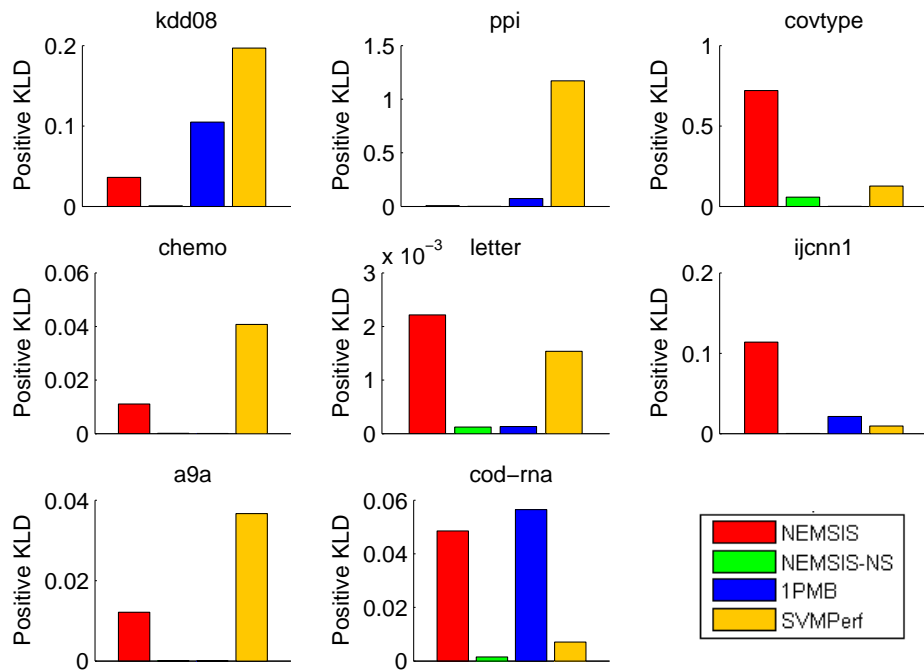 kdd08
ppi
covtype
Positive KLD
0.2
0.1
0
Positive KLD
1.5
1
0.5
0
Positive KLD
1
0.5
0
chemo
letter
ijcnn1
Positive KLD
0.06
0.04
0.02
0
x 10−3
Positive KLD
3
2
1
0
Positive KLD
0.2
0.1
0
a9a
cod−rna
Positive KLD
0.04
0.02
0
Positive KLD
0.06
0.04
0.02
0
NEMSIS
NEMSIS-NS
1PMB
SVMPerf